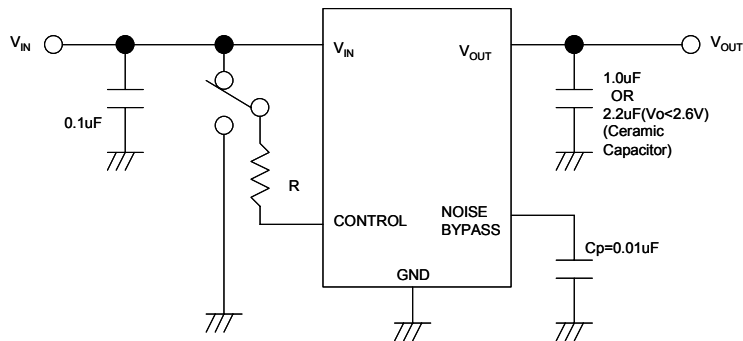 VIN
VIN
VOUT
VOUT
0.1uF
1.0uF
OR
2.2uF(Vo<2.6V)
(Ceramic
Capacitor)
R
CONTROL
NOISE
BYPASS
Cp=0.01uF
GND